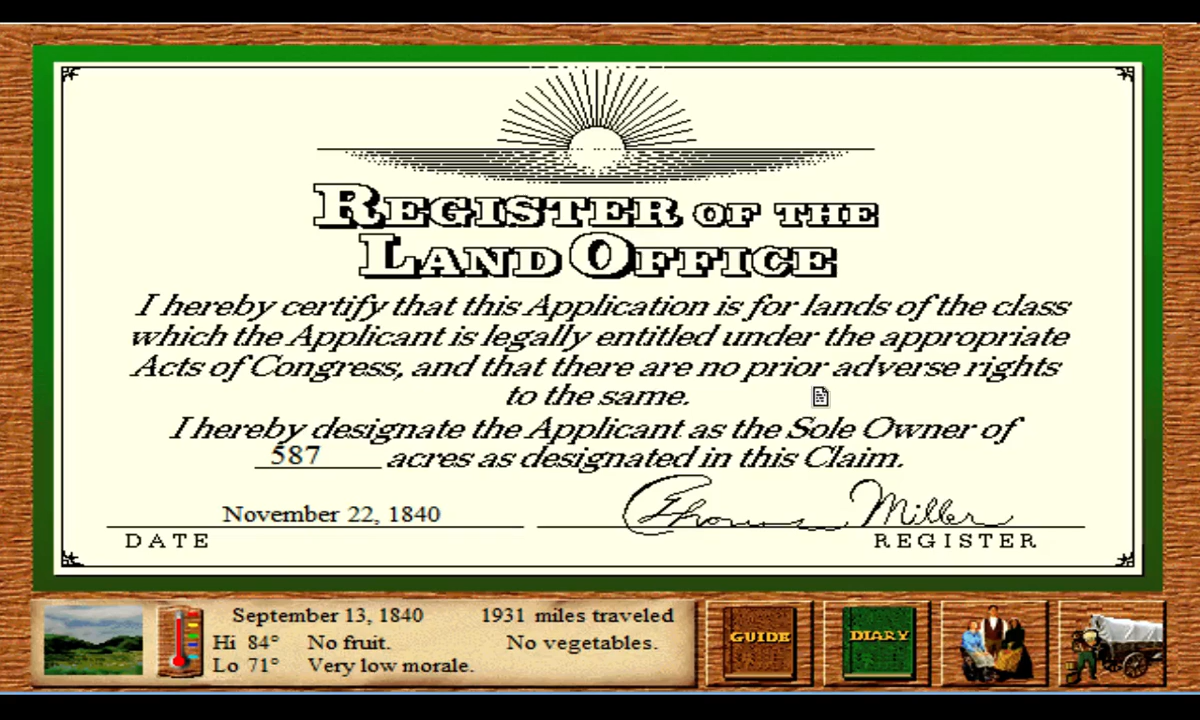 REGISTER OF THE
LAND OFFICE
I hereby certify that this Application is for lands of the class
which the Applicant is legally entitled under the appropriate
Acts of Congress, and that there are no prior adverse rights
to the same.
I hereby designate the Applicant as the Sole Owner of
587 acres as designated in this Claim.
November 22, 1840 Thomas Miller
DATE REGISTER
September 13, 1840 1931 miles traveled
Hi 84° No fruit. No vegetables.
Lo 71° Very low morale.
GUIDE
DIARY